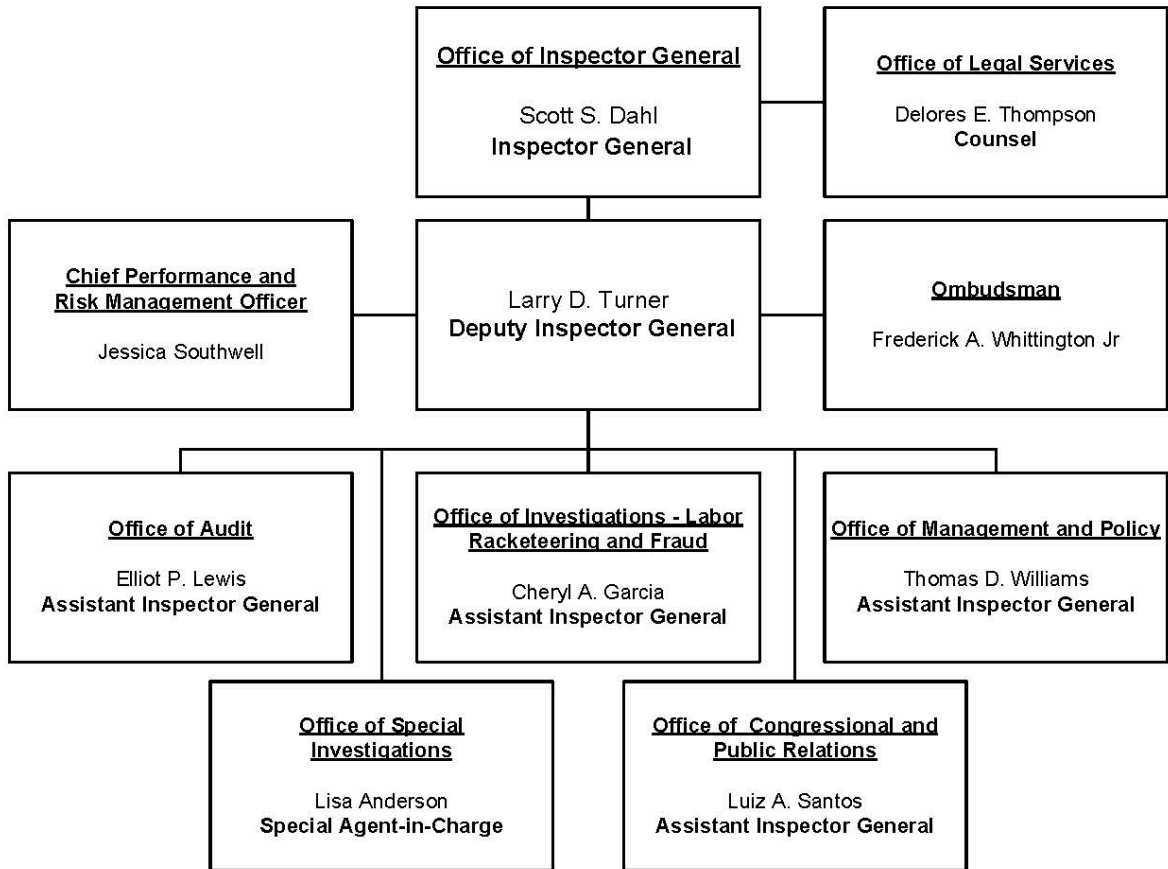 Office of Inspector General
Scott S. Dahl
Inspector General
Office of Legal Services
Delores E. Thompson
Counsel
Chief Performance and
Risk Management Officer
Jessica Southwell
Larry D. Turner
Deputy Inspector General
Ombudsman
Frederick A. Whittington Jr
Office of Audit
Elliot P. Lewis
Assistant Inspector General
Office of Investigations - Labor
Racketeering and Fraud
Cheryl A. Garcia
Assistant Inspector General
Office of Management and Policy
Thomas D. Williams
Assistant Inspector General
Office of Special
Investigations
Lisa Anderson
Special Agent-in-Charge
Office of Congressional and
Public Relations
Luiz A. Santos
Assistant Inspector General